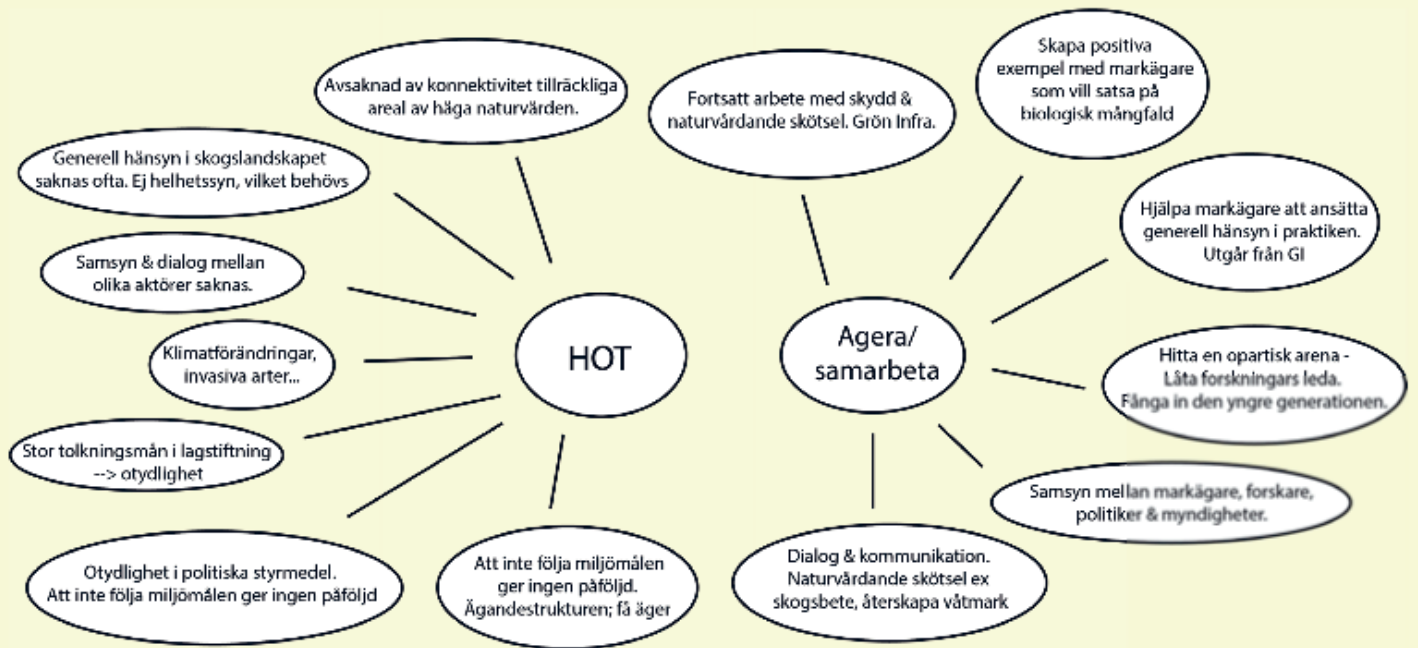 Avsaknad av konnektivitet tillräckliga
areal av häga naturvärden.
Generell hänsyn i skogslandskapet
saknas ofta. Ej helhetssyn, vilket behövs
Samsyn & dialog mellan
olika aktörer saknas.
Klimatförändringar,
invasiva arter...
Stor tolkningsmån i lagstiftning
--> otydlighet
Otydlighet i politiska styrmedel.
Att inte följa miljömålen ger ingen påföljd
Att inte följa miljömålen
ger ingen påföljd.
Ägandestrukturen; få äger
HOT
Agera/
samarbeta
Fortsatt arbete med skydd &
naturvårdande skötsel. Grön Infra.
Skapa positiva
exempel med markägare
som vill satsa på
biologisk mångfald
Hjälpa markägare att ansätta
generell hänsyn i praktiken.
Utgår från GI
Hitta en opartisk arena -
Låta forskningars leda.
Fånga in den yngre generationen.
Samsyn mellan markägare, forskare,
politiker & myndigheter.
Dialog & kommunikation.
Naturvårdande skötsel ex
skogsbete, återskapa våtmark